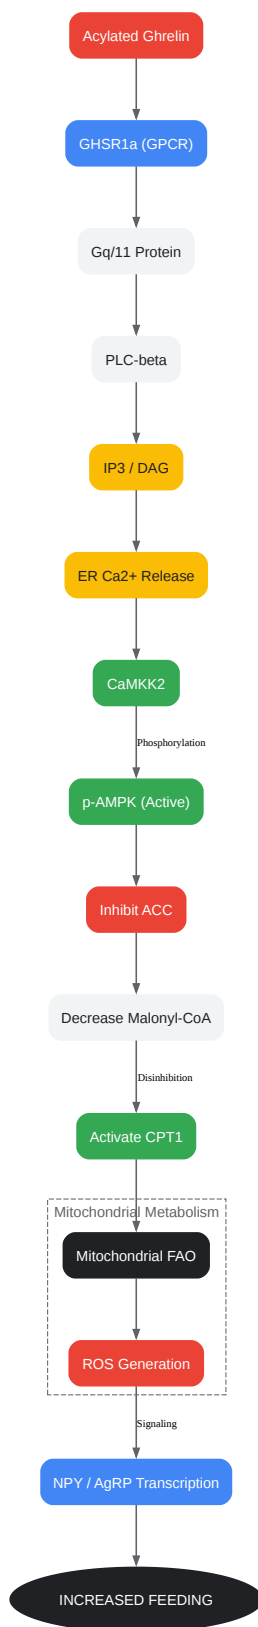 Acylated Ghrelin
GHSR1a (GPCR)
Gq/11 Protein
PLC-beta
IP3 / DAG
ER Ca2+ Release
CaMKK2
Phosphorylation
p-AMPK (Active)
Inhibit ACC
Decrease Malonyl-CoA
Disinhibition
Activate CPT1
Mitochondrial Metabolism
Mitochondrial FAO
ROS Generation
Signaling
NPY / AgRP Transcription
INCREASED FEEDING